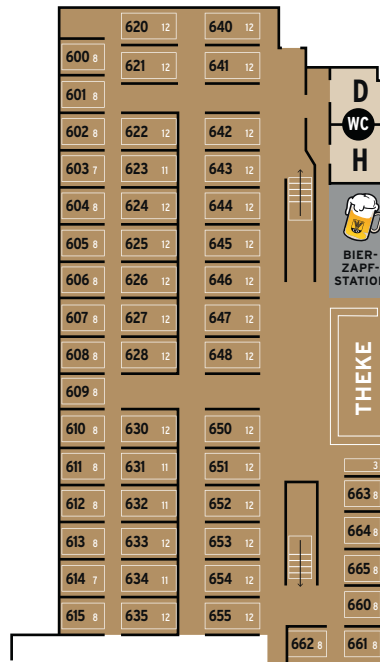 620 12 640 12
600 8
621 12 641 12
601 8
D
602 8 622 12 642 12
WC
603 7 623 11 643 12
H
604 8 624 12 644 12
605 8 625 12 645 12
BIER-
ZAPF-
STATION
606 8 626 12 646 12
607 8 627 12 647 12
608 8 628 12 648 12
THEKE
609 8
610 8 630 12 650 12
611 8 631 11 651 12
3
612 8 632 11 652 12
663 8
613 8 633 12 653 12
664 8
614 7 634 11 654 12
665 8
615 8 635 12 655 12
660 8
662 8 661 8